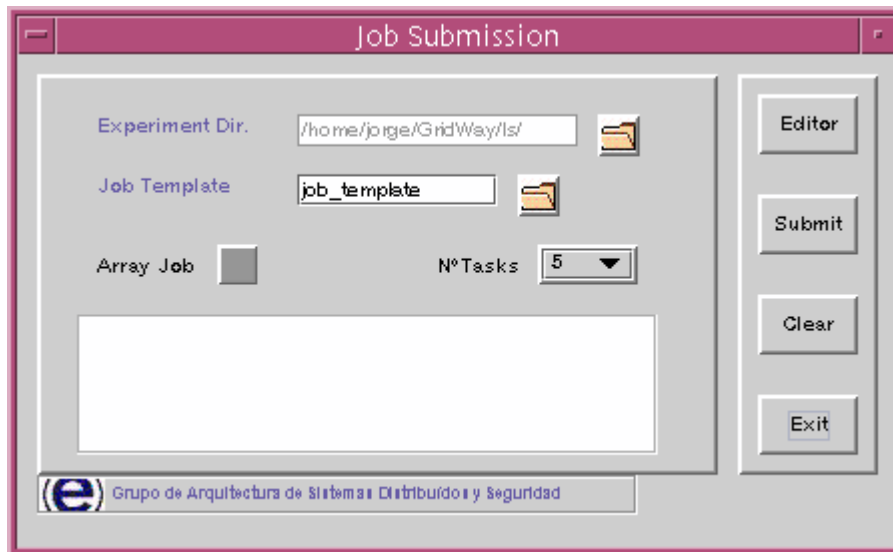 Job Submission
Experiment Dir. /home/jorge/GridWay/ls/
Job Template job_template
Array Job NºTasks 5
Editor
Submit
Clear
Exit
(e) Grupo de Arquitectura de Sistemas Distribuídos y Seguridad